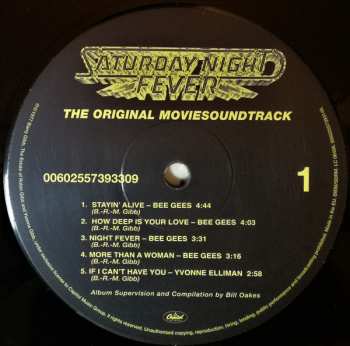 SATURDAY NIGHT
FEVER
THE ORIGINAL MOVIESOUNDTRACK
00602557393309
1
1. STAYIN' ALIVE – BEE GEES 4:44
(B.-R.-M. Gibb)
2. HOW DEEP IS YOUR LOVE – BEE GEES 4:03
(B.-R.-M. Gibb)
3. NIGHT FEVER – BEE GEES 3:31
(B.-R.-M. Gibb)
4. MORE THAN A WOMAN – BEE GEES 3:16
(B.-R.-M. Gibb)
5. IF I CAN'T HAVE YOU – YVONNE ELLIMAN 2:58
(B.-R.-M. Gibb)
Album Supervision and Compilation by Bill Oakes
Capitol